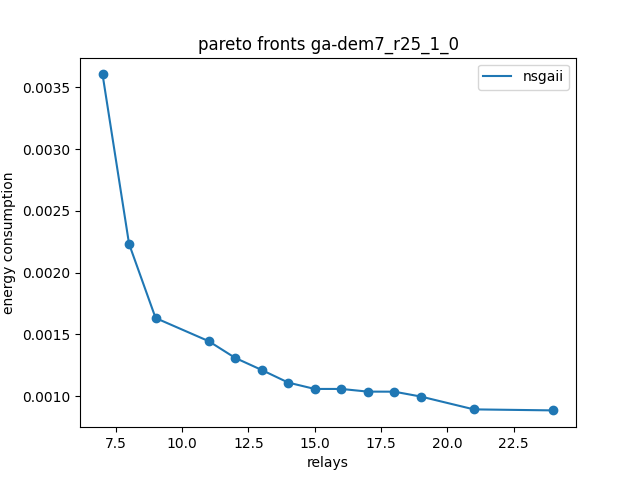 pareto fronts ga-dem7_r25_1_0
nsgaii
energy consumption
0.0035
0.0030
0.0025
0.0020
0.0015
0.0010
7.5 10.0 12.5 15.0 17.5 20.0 22.5
relays